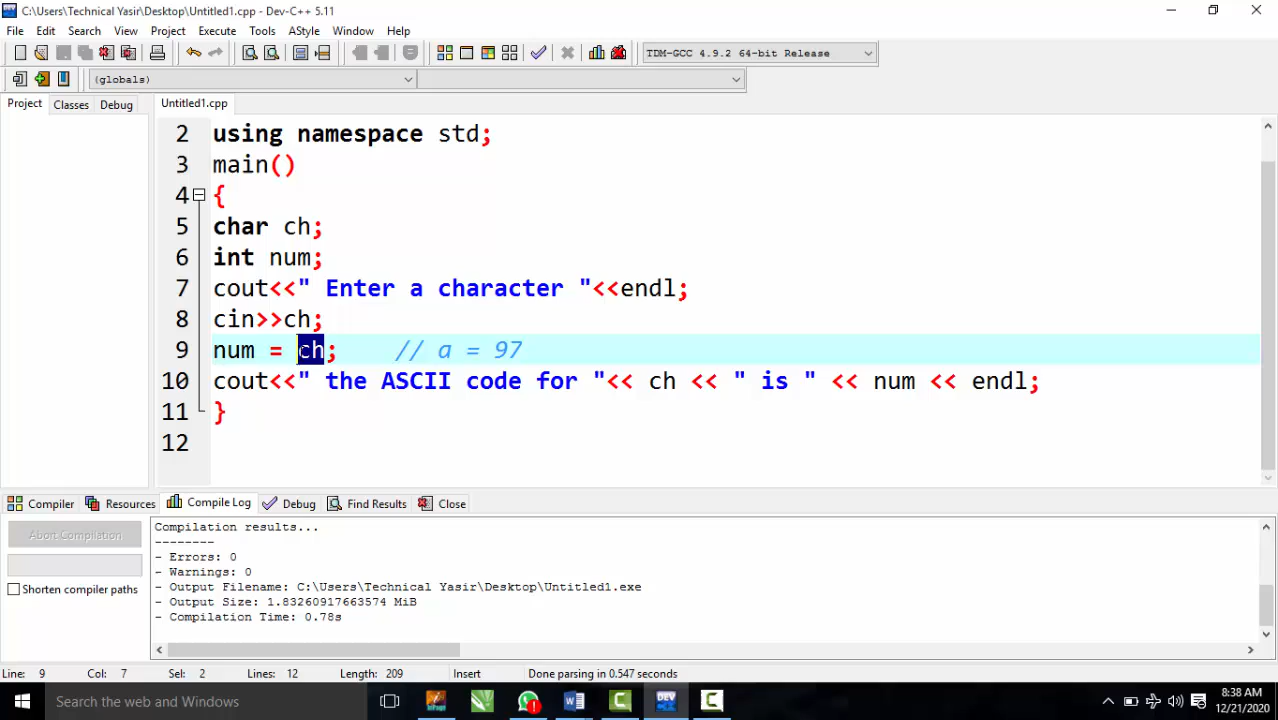 C:\Users\Technical Yasir\Desktop\Untitled1.cpp - Dev-C++ 5.11
File Edit Search View Project Execute Tools AStyle Window Help
TDM-GCC 4.9.2 64-bit Release
(globals)
Project Classes Debug Untitled1.cpp
2 using namespace std;
3 main()
4 {
5 char ch;
6 int num;
7 cout<<" Enter a character "<<endl;
8 cin>>ch;
9 num = ch; // a = 97
10 cout<<" the ASCII code for "<< ch << " is " << num << endl;
11 }
12
Compiler Resources Compile Log Debug Find Results Close
Abort Compilation
Shorten compiler paths
Compilation results...
--------
- Errors: 0
- Warnings: 0
- Output Filename: C:\Users\Technical Yasir\Desktop\Untitled1.exe
- Output Size: 1.83260917663574 MiB
- Compilation Time: 0.78s
Line: 9 Col: 7 Sel: 2 Lines: 12 Length: 209 Insert Done parsing in 0.547 seconds
Search the web and Windows
DEV
8:38 AM
12/21/2020